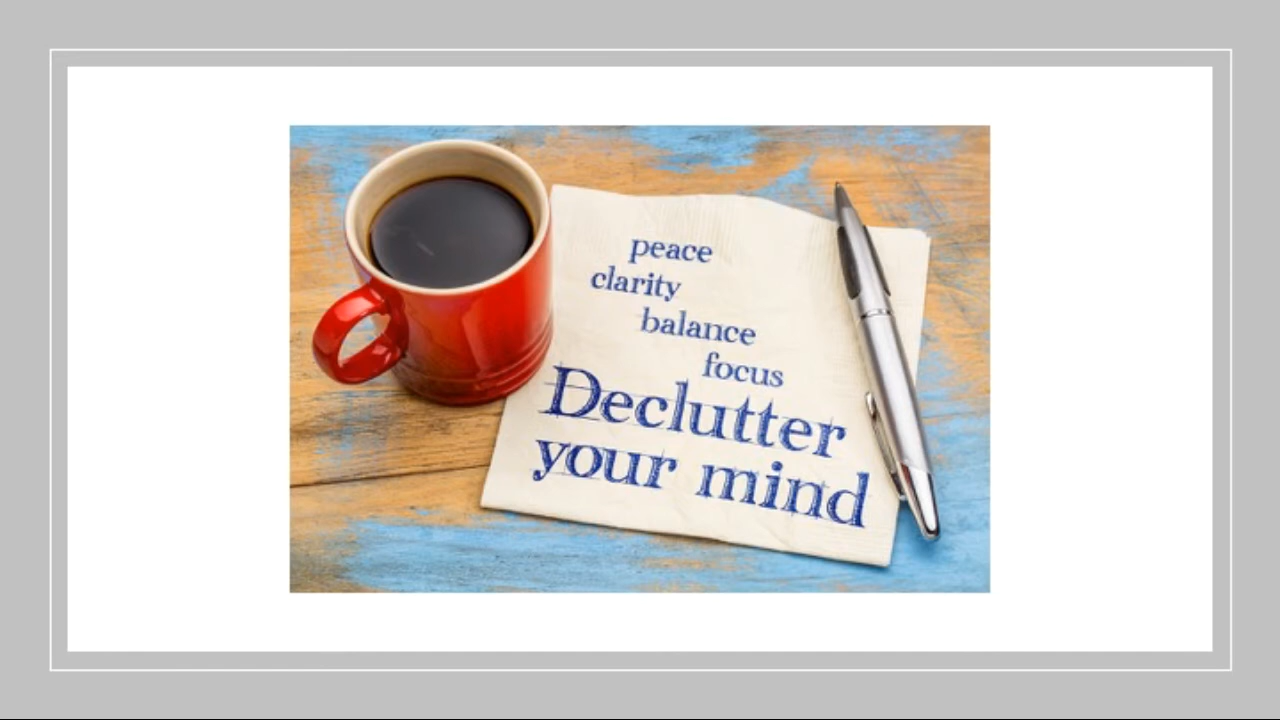 peace
clarity
balance
focus
Declutter
your mind